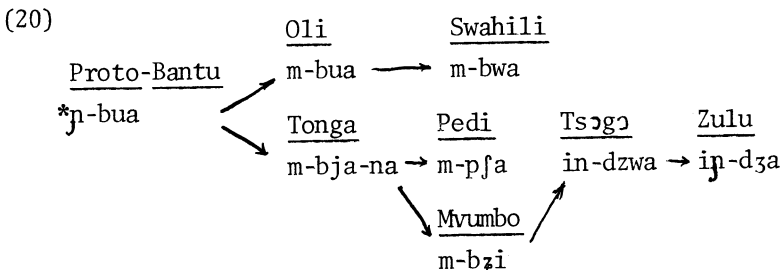 (20)
Oli Swahili
Proto-Bantu m-bua → m-bwa
*ɲ-bua
Tonga Pedi Tsɔgɔ Zulu
m-bja-na → m-pʃa in-dzwa → iɲ-dʒa
Mvumbo
m-bʑi